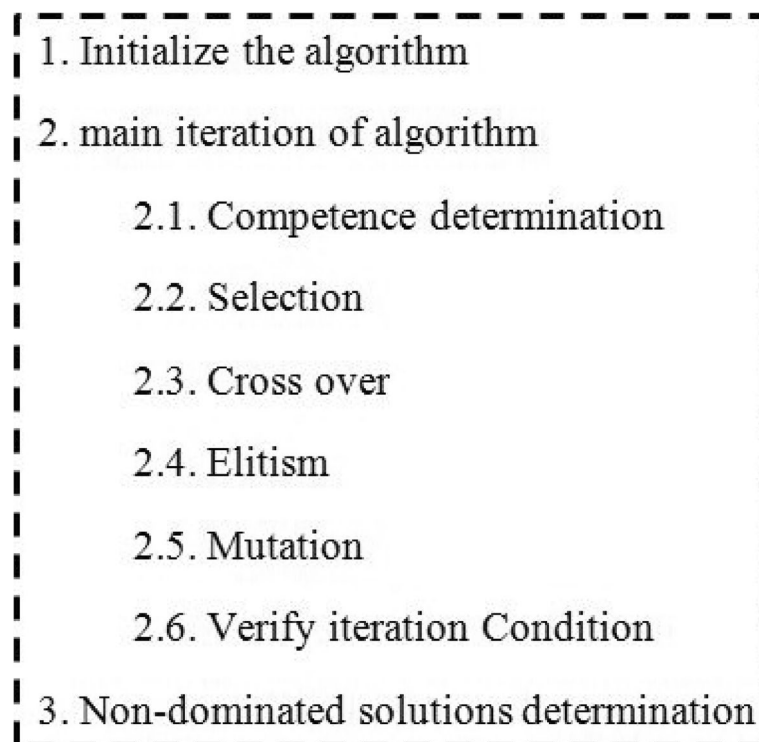 1. Initialize the algorithm
2. main iteration of algorithm
2.1. Competence determination
2.2. Selection
2.3. Cross over
2.4. Elitism
2.5. Mutation
2.6. Verify iteration Condition
3. Non-dominated solutions determination